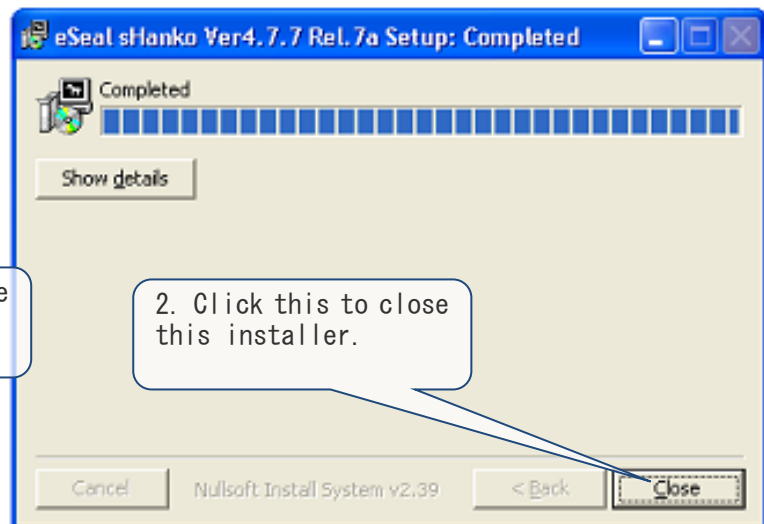 eSeal sHanko Ver4.7.7 Rel.7a Setup: Completed
Completed
Show details
e
2. Click this to close
this installer.
Cancel
Nullsoft Install System v2.39
< Back
Close